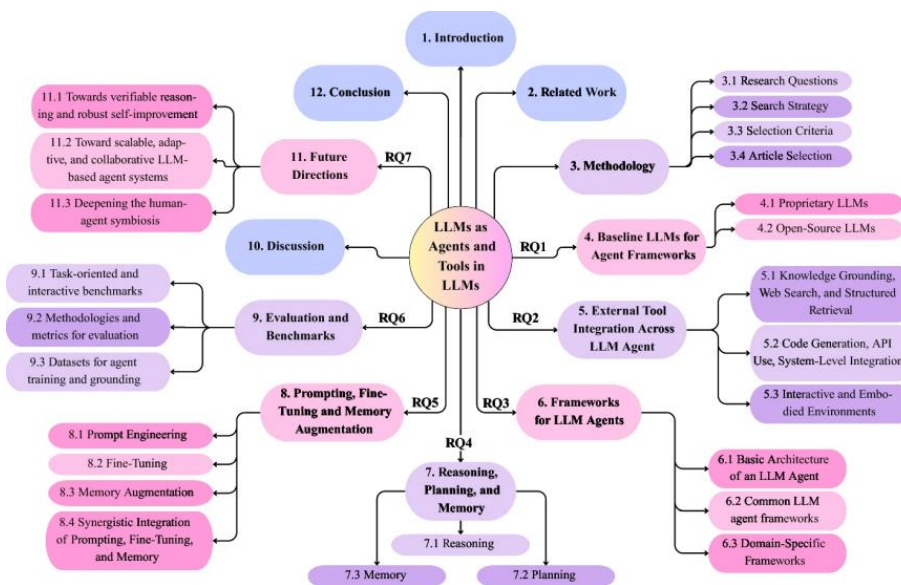 1. Introduction
12. Conclusion
2. Related Work
3.1 Research Questions
3.2 Search Strategy
3.3 Selection Criteria
3.4 Article Selection
3. Methodology
11.1 Towards verifiable reason-
ing and robust self-improvement
11.2 Toward scalable, adap-
tive, and collaborative LLM-
based agent systems
11.3 Deepening the human-
agent symbiosis
11. Future
Directions
RQ7
LLMs as
Agents and
Tools in
LLMs
RQ1
4. Baseline LLMs for
Agent Frameworks
4.1 Proprietary LLMs
4.2 Open-Source LLMs
10. Discussion
RQ2
5. External Tool
Integration Across
LLM Agent
5.1 Knowledge Grounding,
Web Search, and Structured
Retrieval
5.2 Code Generation, API
Use, System-Level Integration
5.3 Interactive and Embo-
died Environments
9.1 Task-oriented and
interactive benchmarks
9.2 Methodologies and
metrics for evaluation
9.3 Datasets for agent
training and grounding
9. Evaluation and
Benchmarks
RQ6
8. Prompting, Fine-
Tuning and Memory
Augmentation
RQ5
RQ3
6. Frameworks
for LLM Agents
8.1 Prompt Engineering
8.2 Fine-Tuning
8.3 Memory Augmentation
8.4 Synergistic Integration
of Prompting, Fine-Tuning,
and Memory
RQ4
7. Reasoning,
Planning, and
Memory
7.1 Reasoning
7.3 Memory
7.2 Planning
6.1 Basic Architecture
of an LLM Agent
6.2 Common LLM
agent frameworks
6.3 Domain-Specific
Frameworks